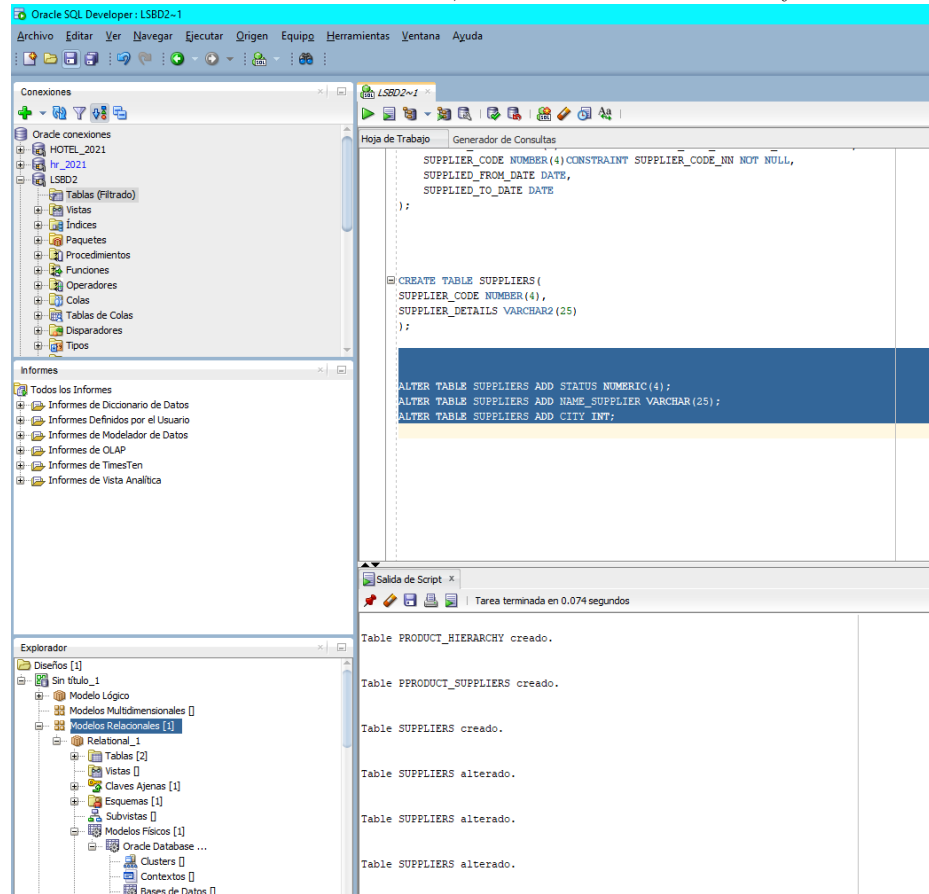 Oracle SQL Developer : LSBD2~1
Archivo Editar Ver Navegar Ejecutar Origen Equipo Herramientas Ventana Ayuda
Conexiones
Oracle conexiones
HOTEL_2021
hr_2021
LSBD2
Tablas (Filtrado)
Vistas
Índices
Paquetes
Procedimientos
Funciones
Operadores
Colas
Tablas de Colas
Disparadores
Tipos
Informes
Todos los Informes
Informes de Diccionario de Datos
Informes Definidos por el Usuario
Informes de Modelador de Datos
Informes de OLAP
Informes de TimesTen
Informes de Vista Analítica
Explorador
Diseños [1]
Sin título_1
Modelo Lógico
Modelos Multidimensionales []
Modelos Relacionales [1]
Relational_1
Tablas [2]
Vistas []
Claves Ajenas [1]
Esquemas [1]
Subvistas []
Modelos Físicos [1]
Oracle Database ...
Clusters []
Contextos []
Bases de Datos []
LSBD2~1
Hoja de Trabajo Generador de Consultas
SUPPLIER_CODE NUMBER(4)CONSTRAINT SUPPLIER_CODE_NN NOT NULL,
SUPPLIED_FROM_DATE DATE,
SUPPLIED_TO_DATE DATE
);
CREATE TABLE SUPPLIERS(
SUPPLIER_CODE NUMBER(4),
SUPPLIER_DETAILS VARCHAR2(25)
);
ALTER TABLE SUPPLIERS ADD STATUS NUMERIC(4);
ALTER TABLE SUPPLIERS ADD NAME_SUPPLIER VARCHAR(25);
ALTER TABLE SUPPLIERS ADD CITY INT;
Salida de Script
Tarea terminada en 0.074 segundos
Table PRODUCT_HIERARCHY creado.
Table PPRODUCT_SUPPLIERS creado.
Table SUPPLIERS creado.
Table SUPPLIERS alterado.
Table SUPPLIERS alterado.
Table SUPPLIERS alterado.